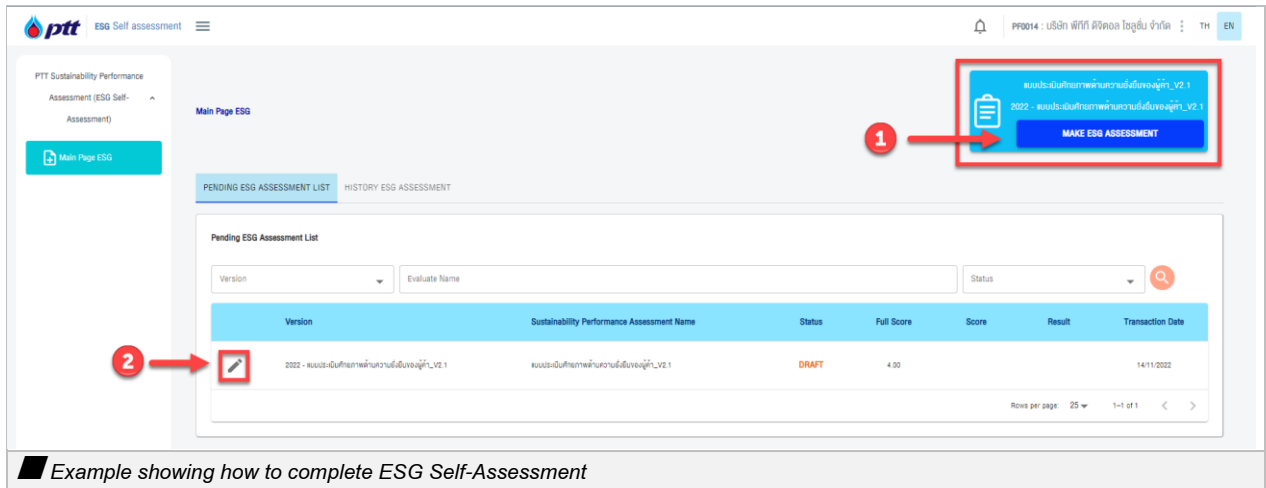 ptt ESG Self assessment
PF0014 : บริษัท พีทีที ดิจิตอล โซลูชั่น จำกัด
TH EN
PTT Sustainability Performance
Assessment (ESG Self-
Assessment)
Main Page ESG
Main Page ESG
แบบประเมินศักยภาพด้านความยั่งยืนของผู้ค้า_V2.1
2022 - แบบประเมินศักยภาพด้านความยั่งยืนของผู้ค้า_V2.1
MAKE ESG ASSESSMENT
1
PENDING ESG ASSESSMENT LIST HISTORY ESG ASSESSMENT
Pending ESG Assessment List
Version Evaluate Name Status
Version Sustainability Performance Assessment Name Status Full Score Score Result Transaction Date
2 2022 - แบบประเมินศักยภาพด้านความยั่งยืนของผู้ค้า_V2.1 แบบประเมินศักยภาพด้านความยั่งยืนของผู้ค้า_V2.1 DRAFT 4.00 14/11/2022
Rows per page: 25 1–1 of 1
Example showing how to complete ESG Self-Assessment